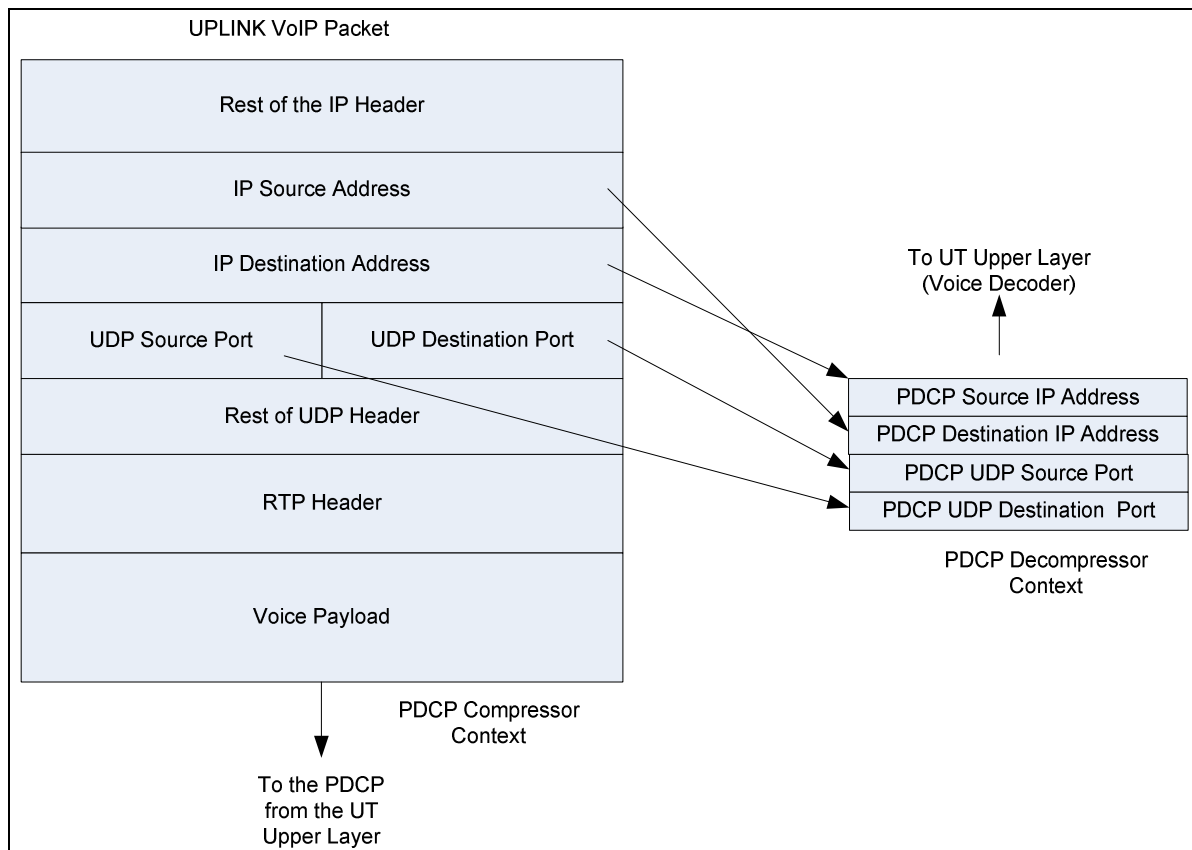 UPLINK VoIP Packet
Rest of the IP Header
IP Source Address
IP Destination Address
UDP Source Port
UDP Destination Port
Rest of UDP Header
RTP Header
Voice Payload
PDCP Compressor
Context
To the PDCP
from the UT
Upper Layer
To UT Upper Layer
(Voice Decoder)
PDCP Source IP Address
PDCP Destination IP Address
PDCP UDP Source Port
PDCP UDP Destination  Port
PDCP Decompressor
Context